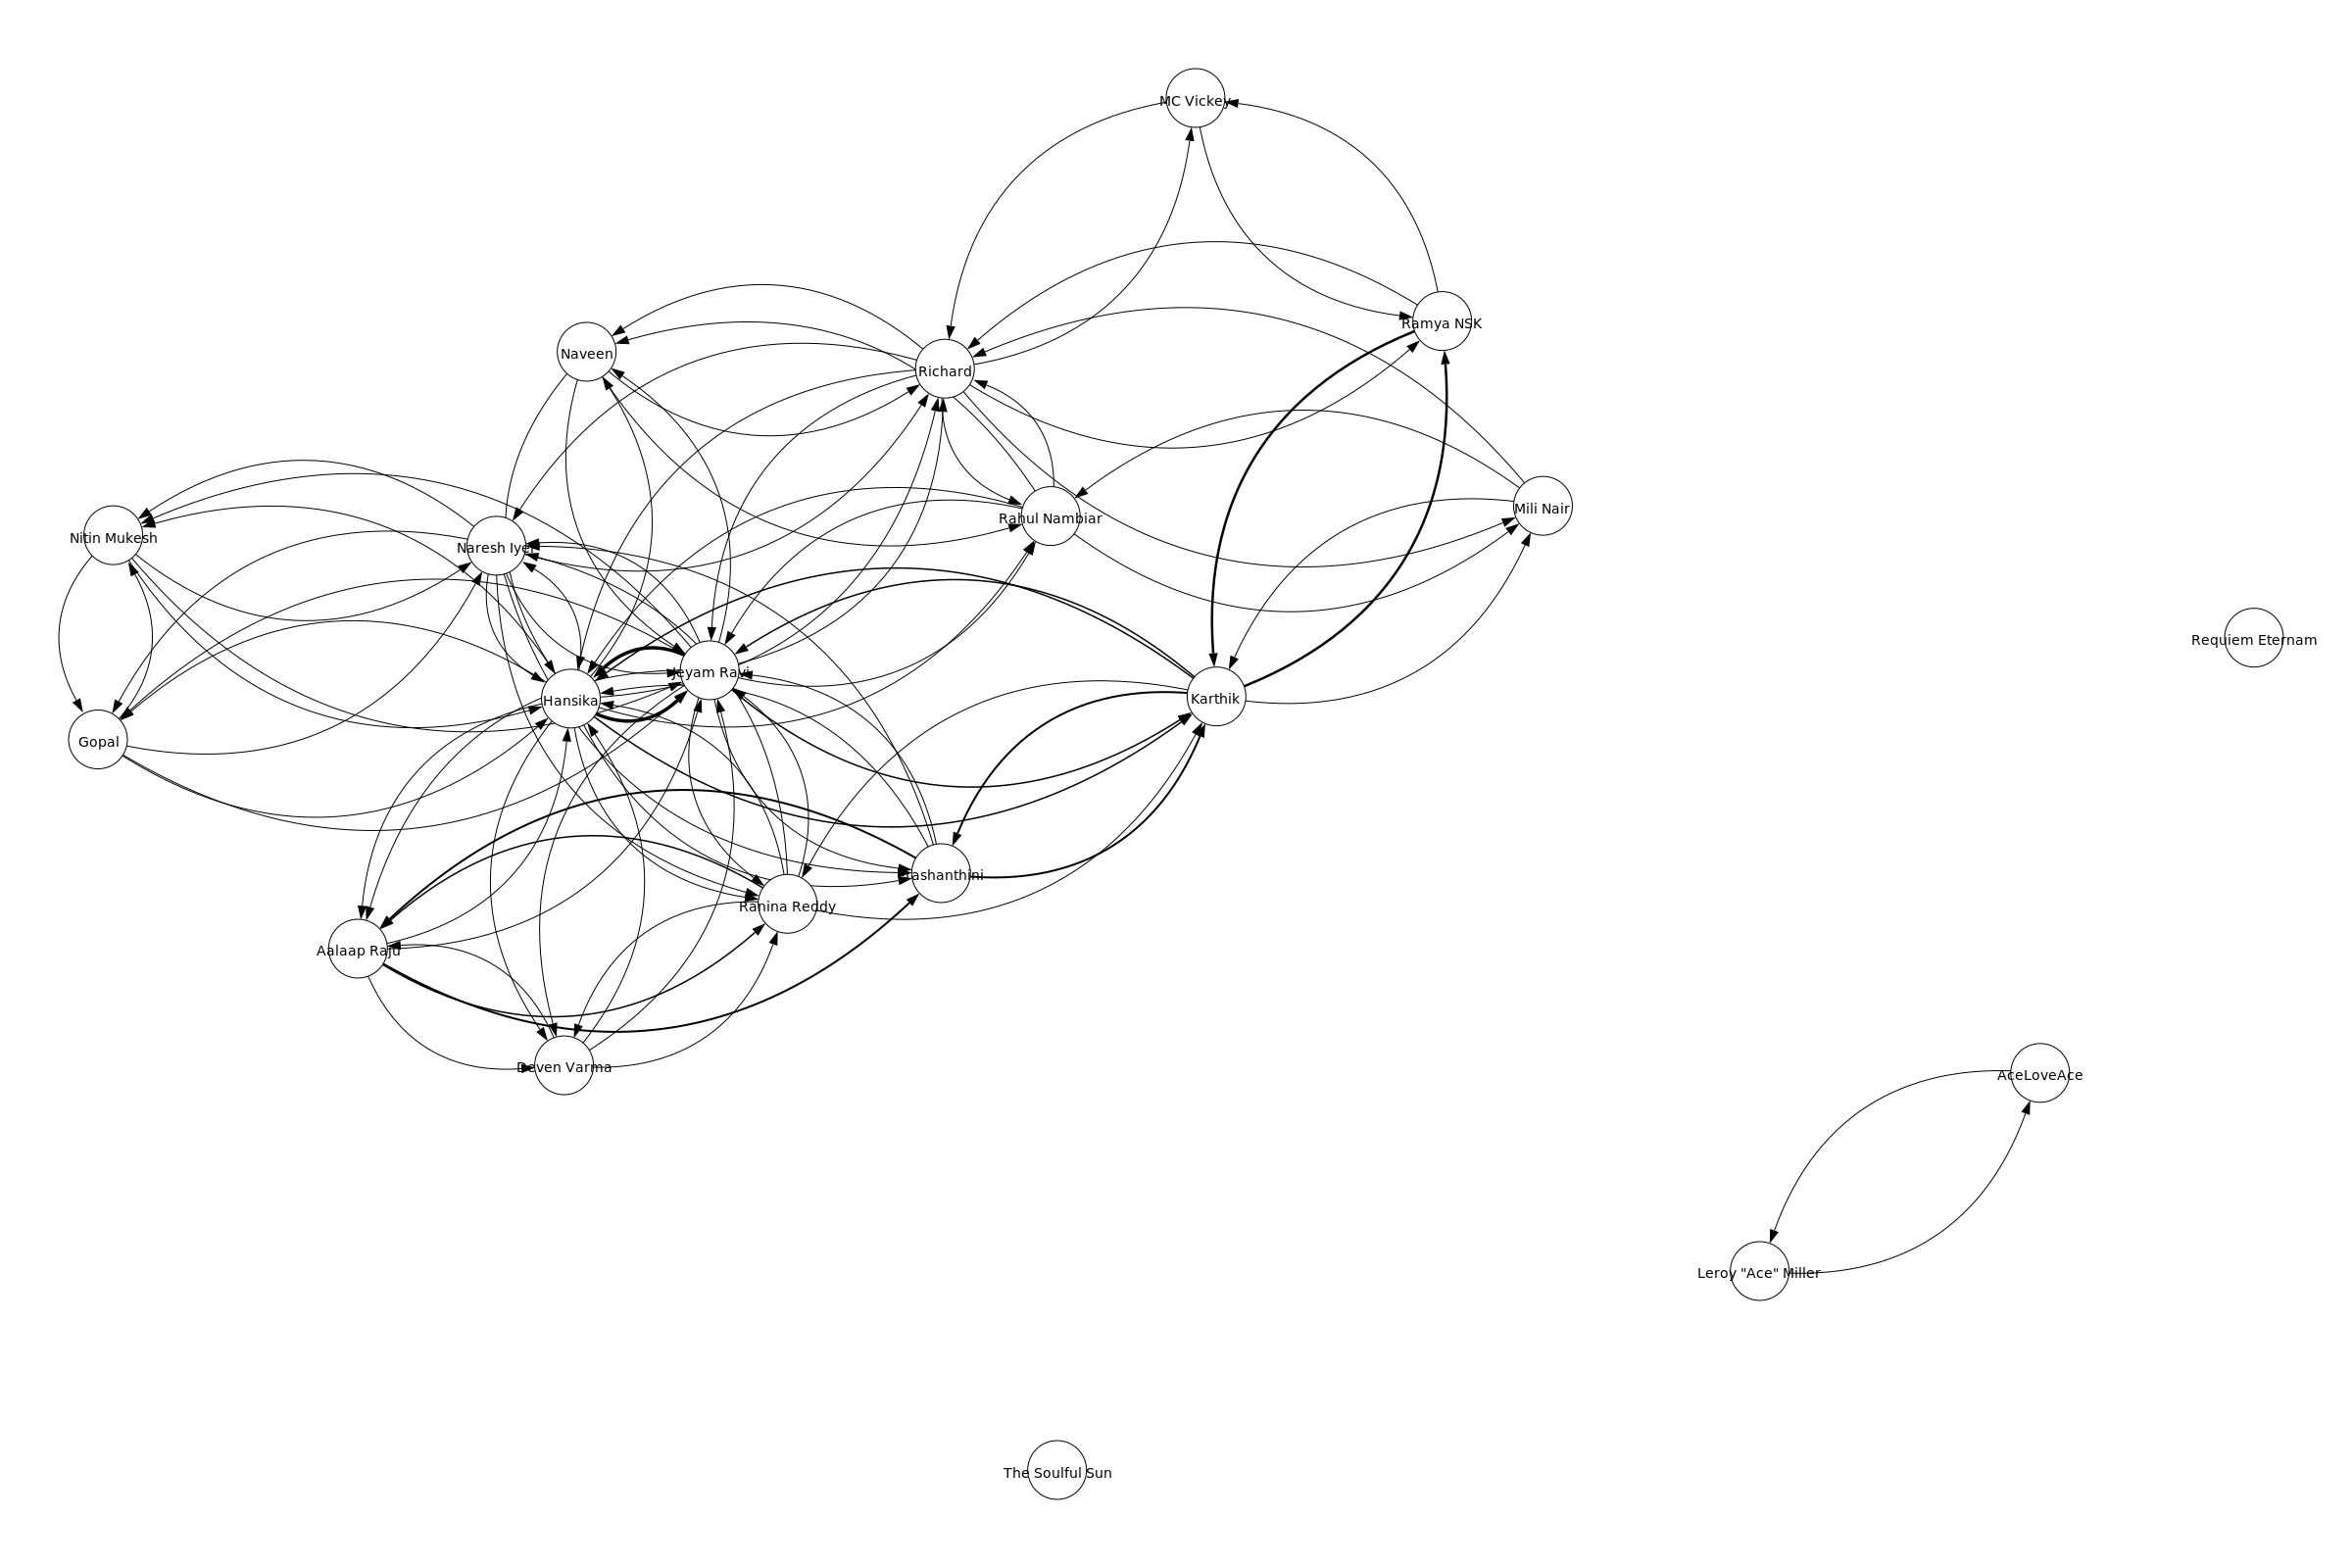 MC Vickey
Ramya NSK
Naveen
Richard
Mili Nair
Rahul Nambiar
Nitin Mukesh
Naresh Iyer
Requiem Eternam
Jeyam Ravi
Hansika
Karthik
Gopal
Prashanthini
Ranina Reddy
Aalaap Raju
Deven Varma
AceLoveAce
Leroy "Ace" Miller
The Soulful Sun